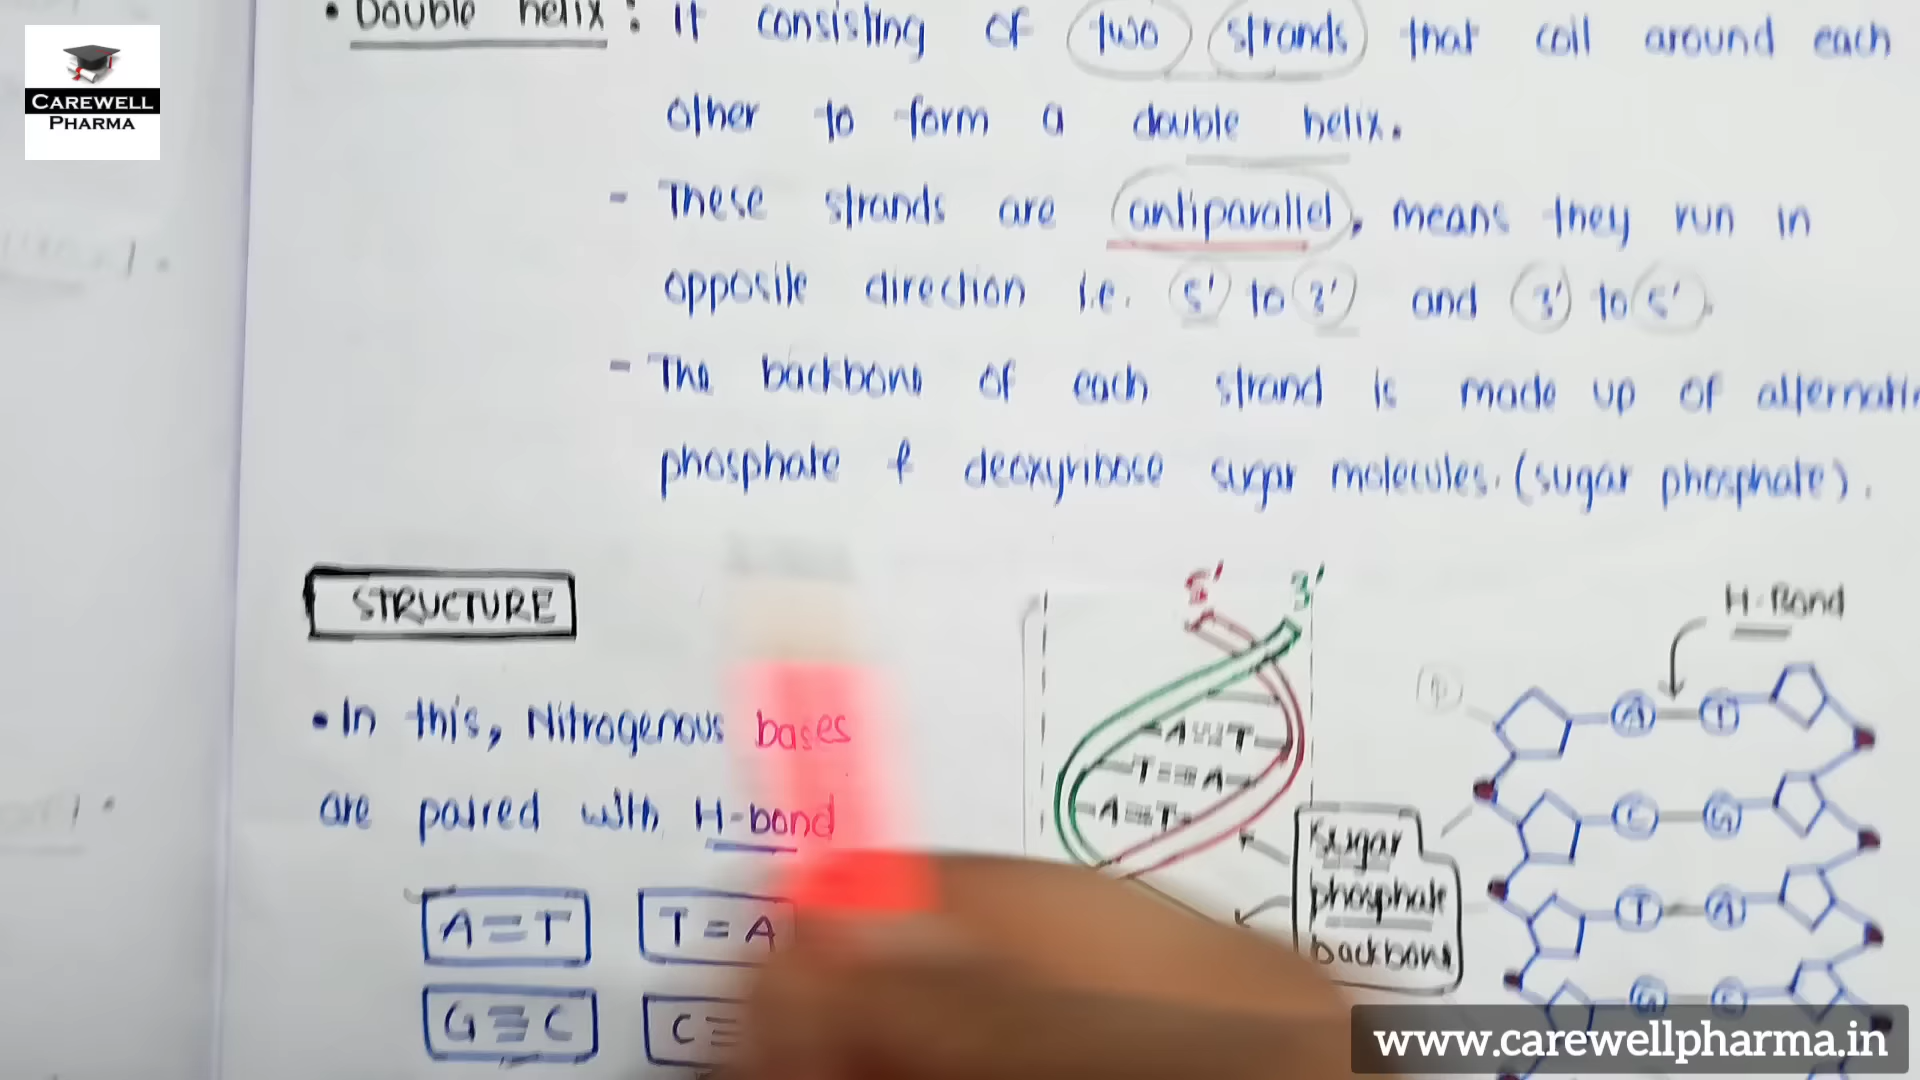 CAREWELL
PHARMA
• Double helix : It consisting of two strands that coil around each
other to form a double helix.
- These strands are antiparallel, means they run in
opposite direction i.e. 5' to 3' and 3' to 5'.
- The backbone of each strand is made up of alternati
phosphate & deoxyribose sugar molecules. (sugar phosphate).
STRUCTURE
• In this, Nitrogenous bases
are paired with H-bond
A = T
T = A
G ≡ C
C ≡
5' 3'
A T
T = A
A = T
Sugar
phosphate
backbone
H-Bond
P
A T
C G
T A
G C
www.carewellpharma.in